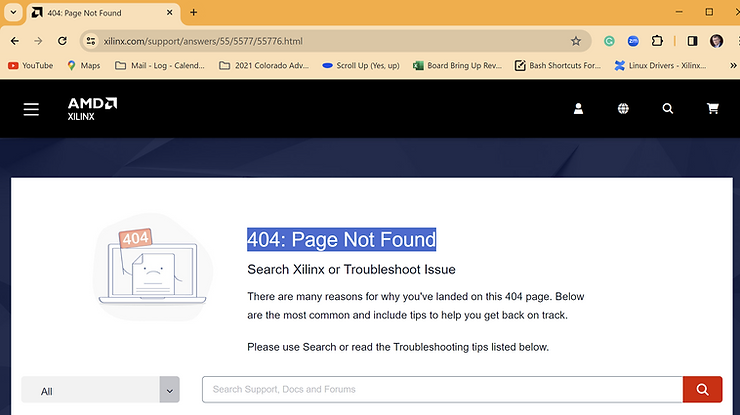 404: Page Not Found
xilinx.com/support/answers/55/5577/55776.html
YouTube
Maps
Mail - Log - Calend...
2021 Colorado Adv...
Scroll Up (Yes, up)
Board Bring Up Rev...
Bash Shortcuts For...
Linux Drivers - Xilinx...
»
AMD
XILINX
404
404: Page Not Found
Search Xilinx or Troubleshoot Issue
There are many reasons for why you've landed on this 404 page. Below
are the most common and include tips to help you get back on track.
Please use Search or read the Troubleshooting tips listed below.
All
Search Support, Docs and Forums